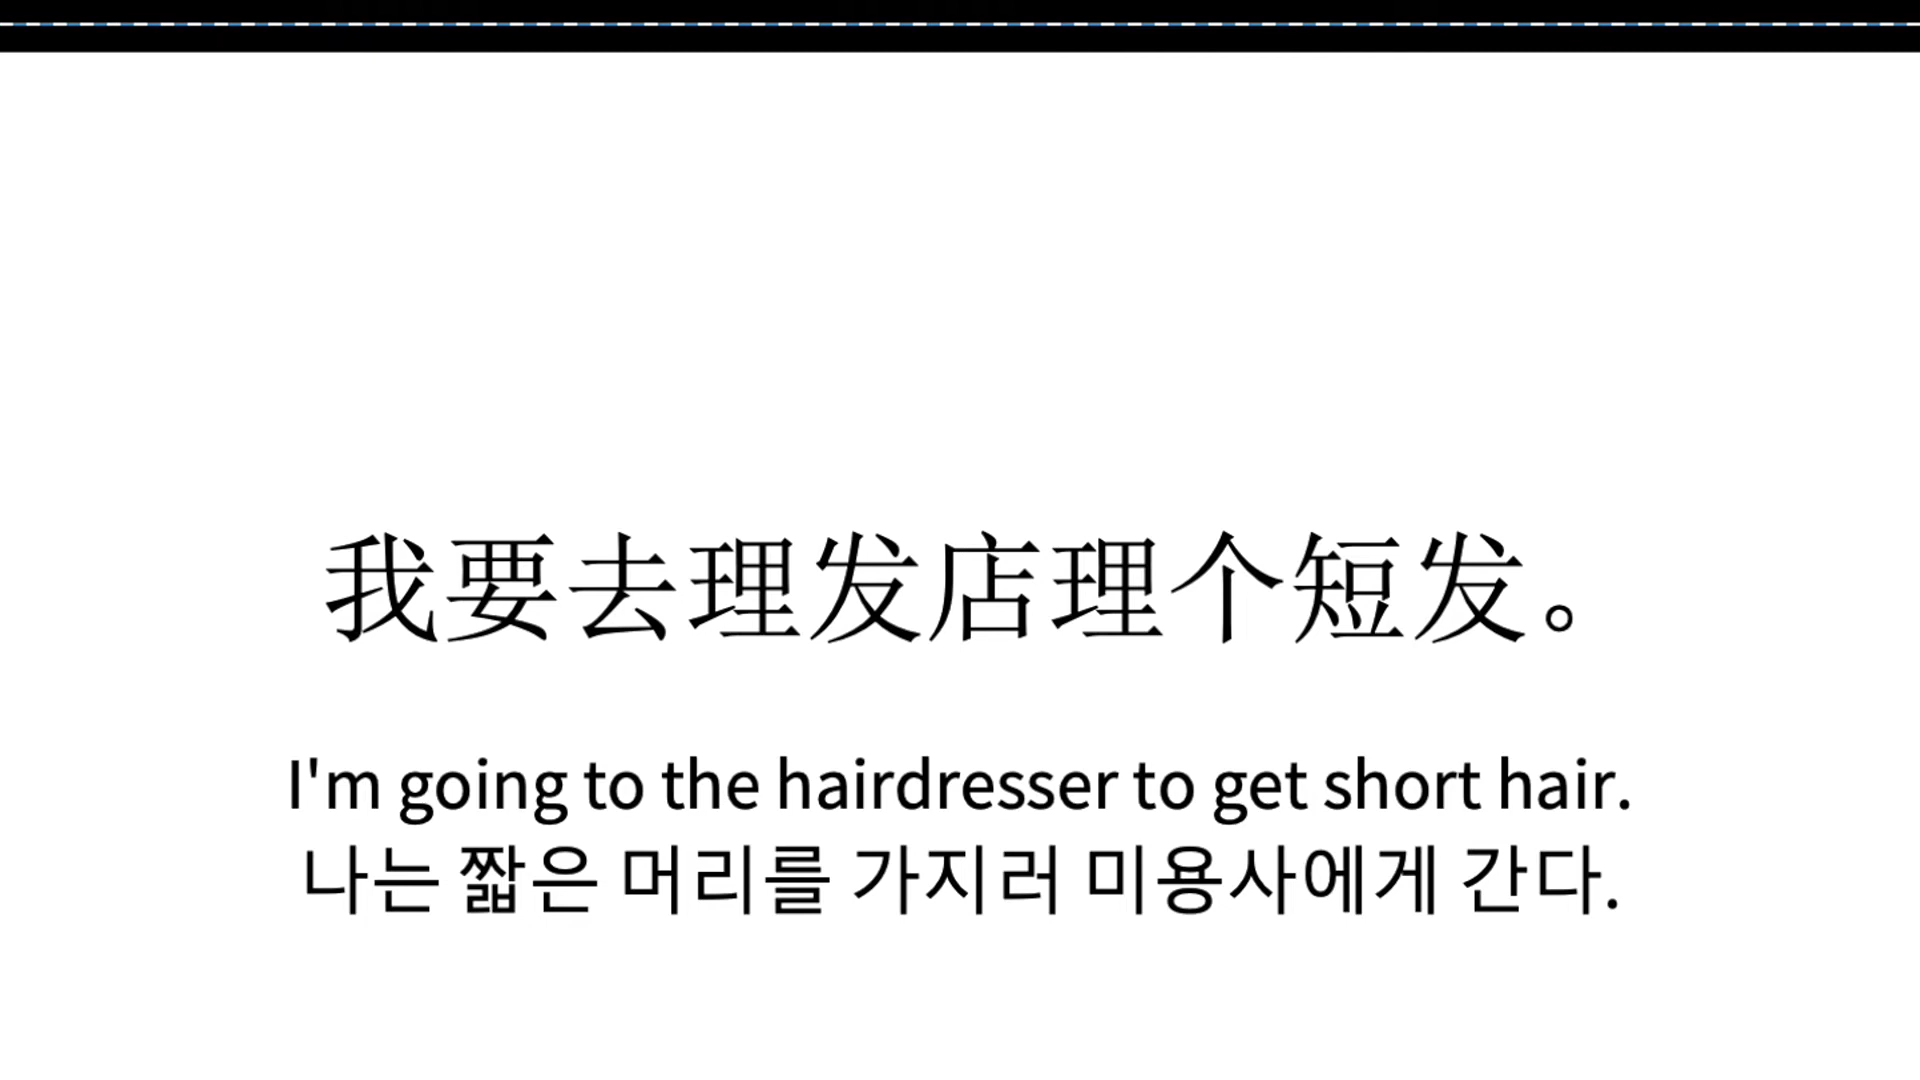 我要去理发店理个短发。
I'm going to the hairdresser to get short hair.
나는 짧은 머리를 가지러 미용사에게 간다.